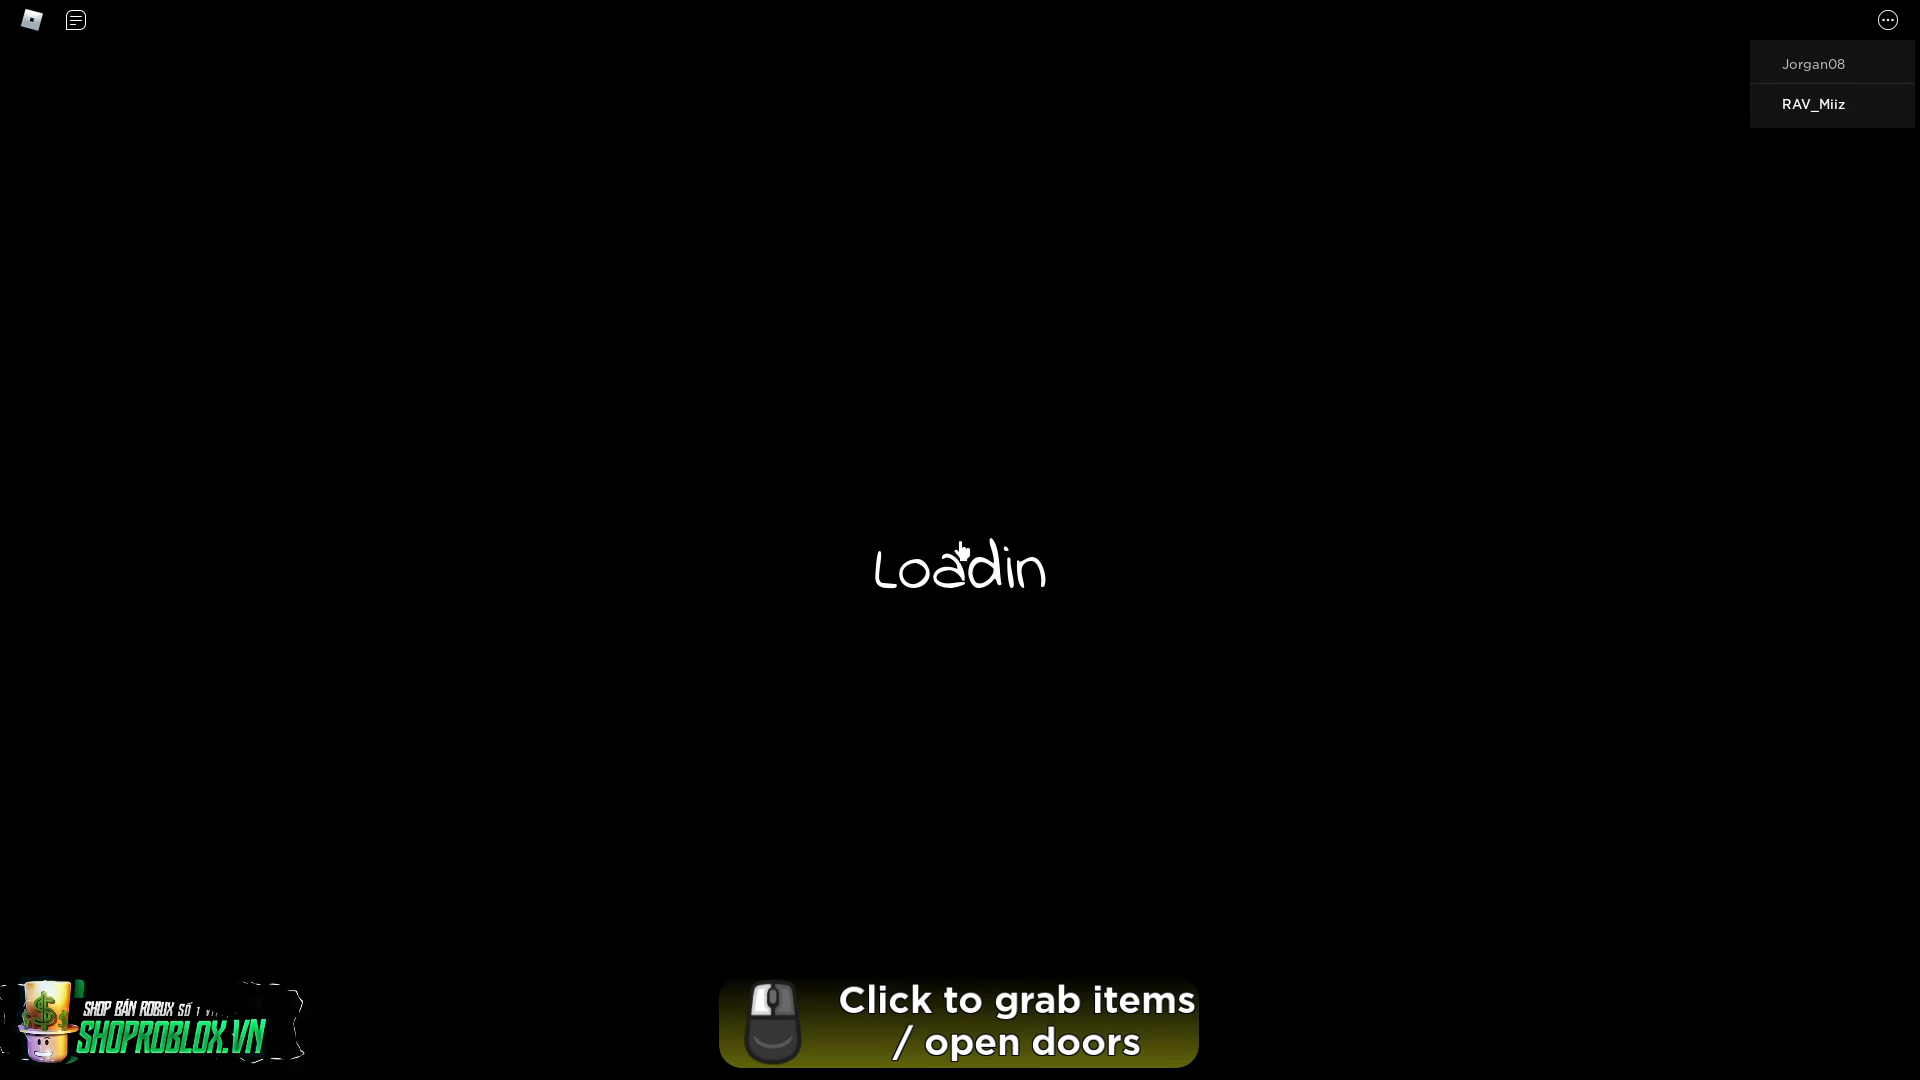 Jorgan08
RAV_Miiz
Loadin
SHOP BÁN ROBUX SỐ 1
SHOPROBLOX.VN
Click to grab items
/ open doors